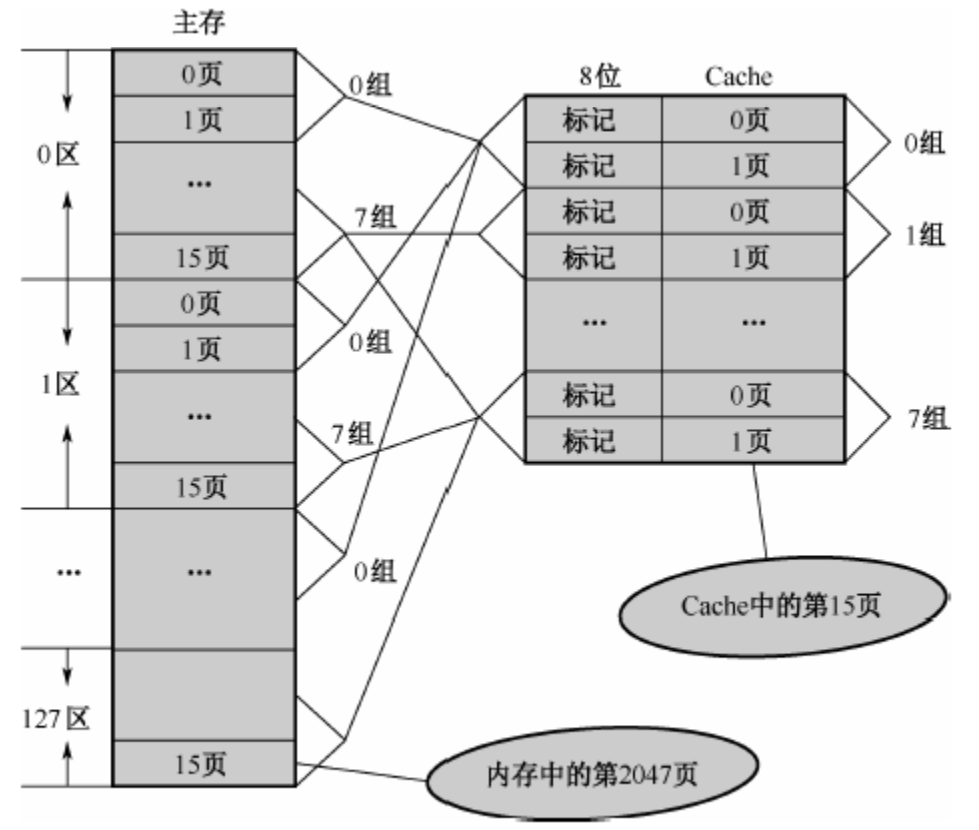 主存
0页
1页
...
15页
0页
1页
...
15页
...
15页
0区
1区
...
127区
0组
7组
0组
7组
0组
8位 Cache
标记 0页
标记 1页
标记 0页
标记 1页
... ...
标记 0页
标记 1页
0组
1组
7组
Cache中的第15页
内存中的第2047页